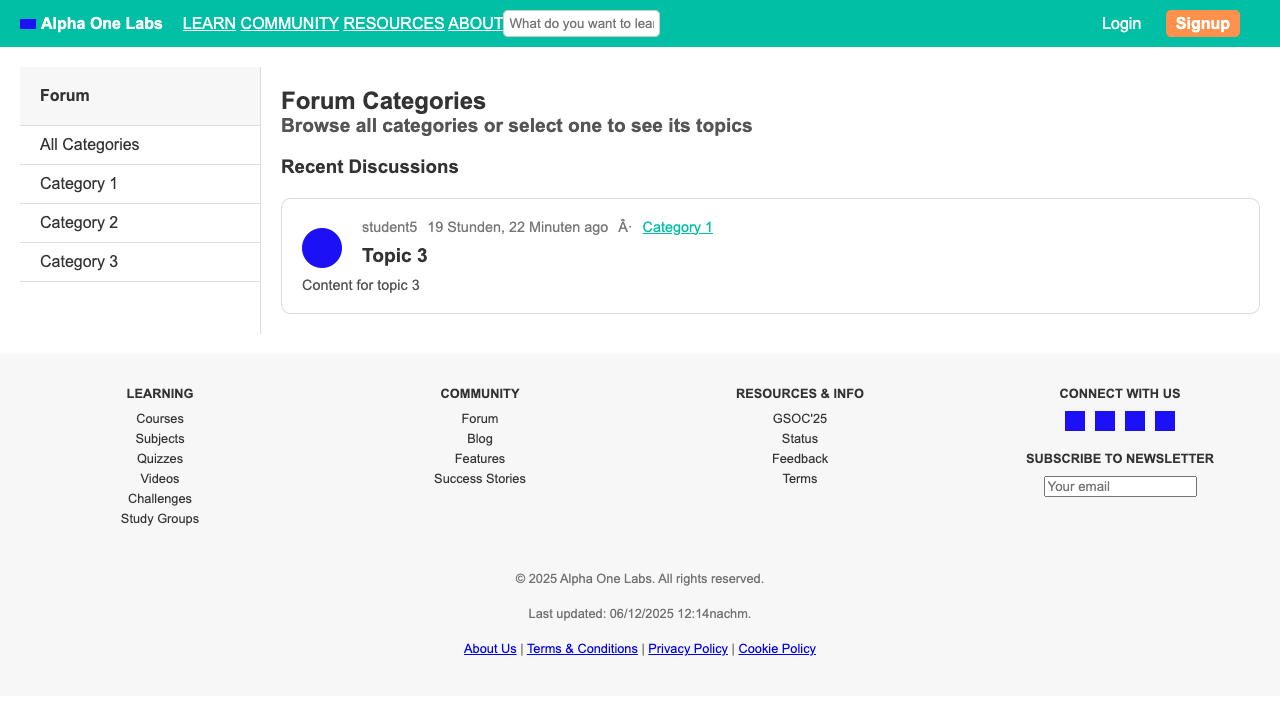 Alpha One Labs LEARN COMMUNITY RESOURCES ABOUT What do you want to lear Login Signup
Forum
All Categories
Category 1
Category 2
Category 3
Forum Categories
Browse all categories or select one to see its topics
Recent Discussions
student5 19 Stunden, 22 Minuten ago Â· Category 1
Topic 3
Content for topic 3
LEARNING
Courses
Subjects
Quizzes
Videos
Challenges
Study Groups
COMMUNITY
Forum
Blog
Features
Success Stories
RESOURCES & INFO
GSOC'25
Status
Feedback
Terms
CONNECT WITH US
SUBSCRIBE TO NEWSLETTER
Your email
© 2025 Alpha One Labs. All rights reserved.
Last updated: 06/12/2025 12:14nachm.
About Us | Terms & Conditions | Privacy Policy | Cookie Policy